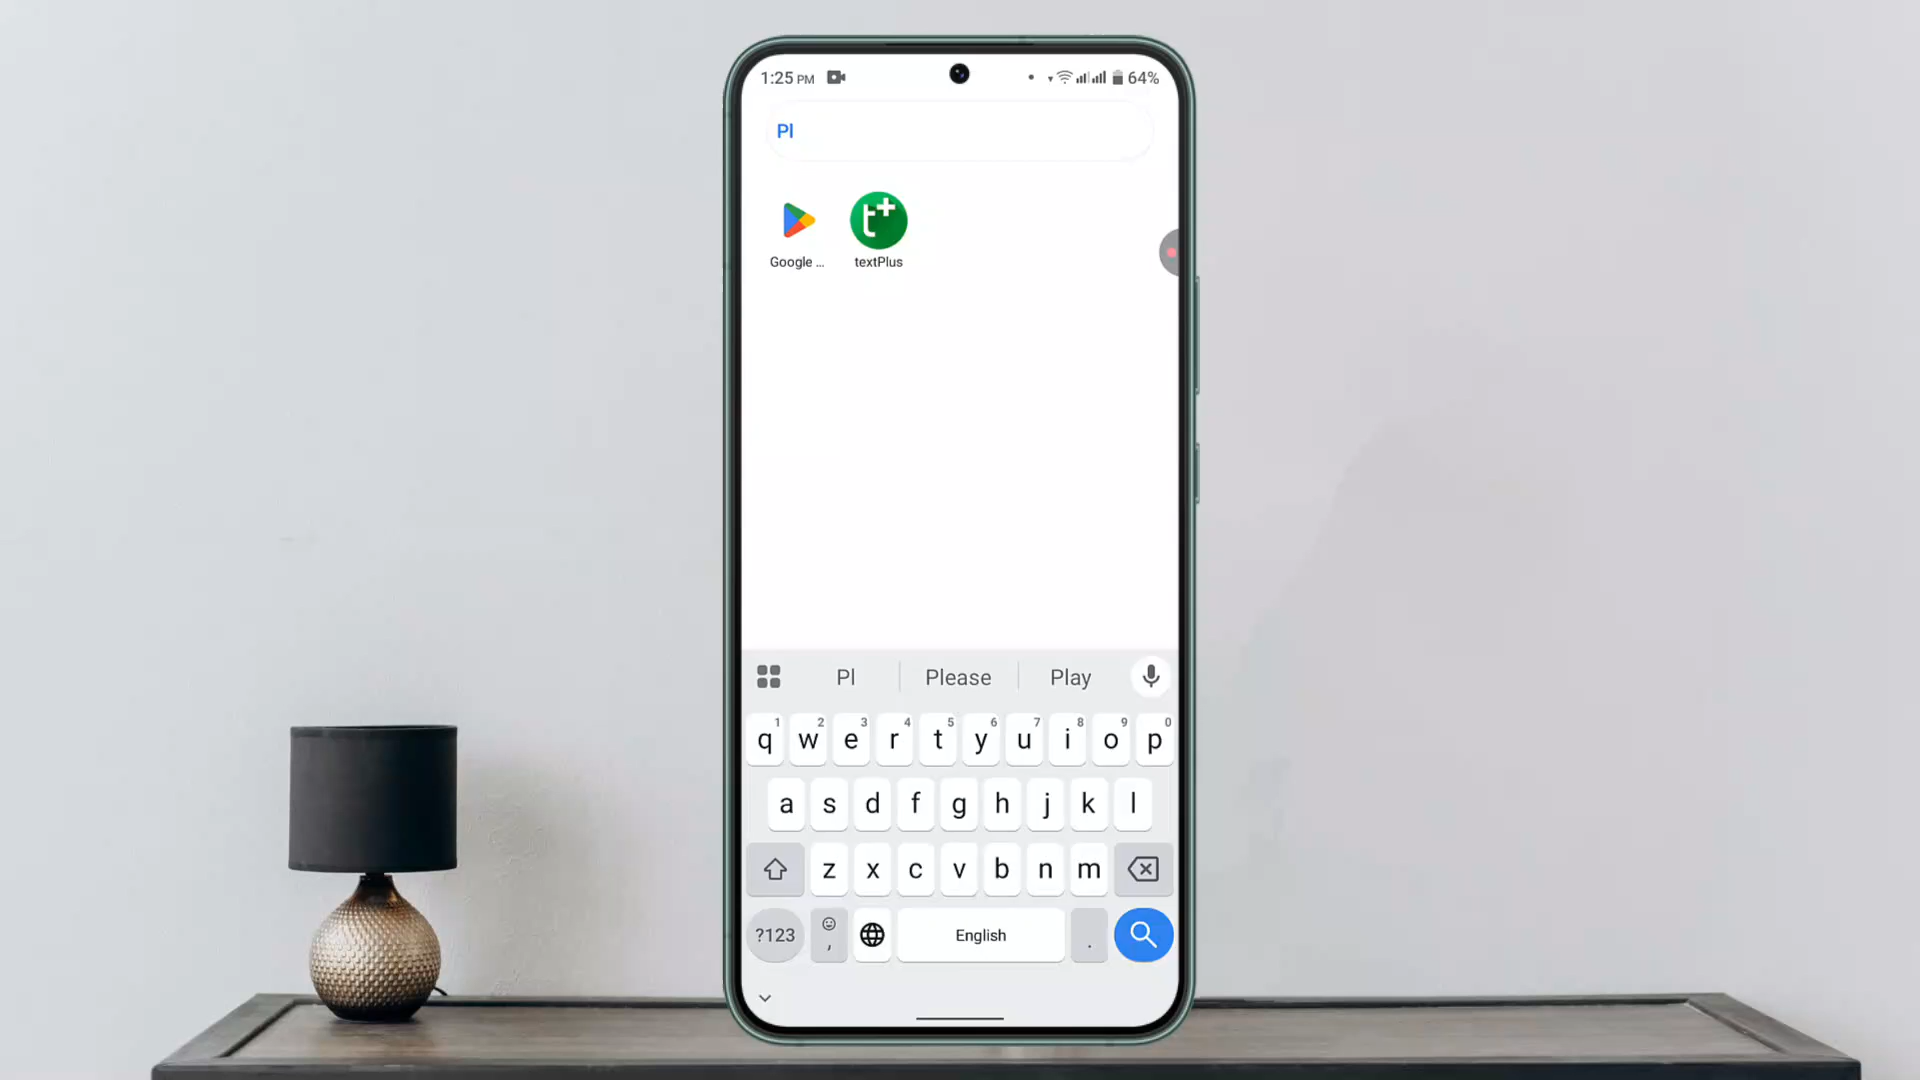 1:25 PM 64%
Pl
t+
Google ... textPlus
Pl Please Play
1 2 3 4 5 6 7 8 9 0
q w e r t y u i o p
a s d f g h j k l
z x c v b n m
?123 , English .